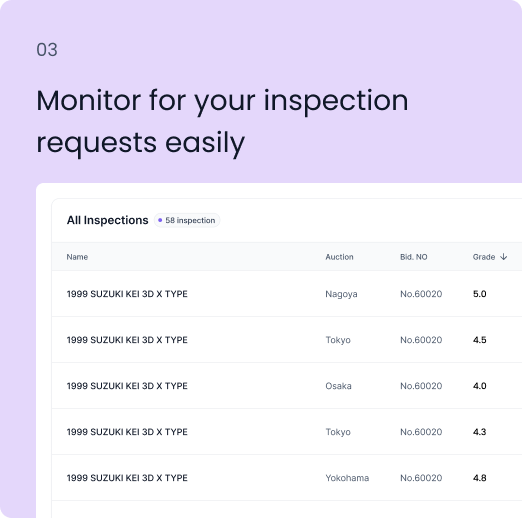 03
Monitor for your inspection
requests easily
All Inspections 58 inspection
Name Auction Bid. NO Grade ↓
1999 SUZUKI KEI 3D X TYPE Nagoya No.60020 5.0
1999 SUZUKI KEI 3D X TYPE Tokyo No.60020 4.5
1999 SUZUKI KEI 3D X TYPE Osaka No.60020 4.0
1999 SUZUKI KEI 3D X TYPE Tokyo No.60020 4.3
1999 SUZUKI KEI 3D X TYPE Yokohama No.60020 4.8